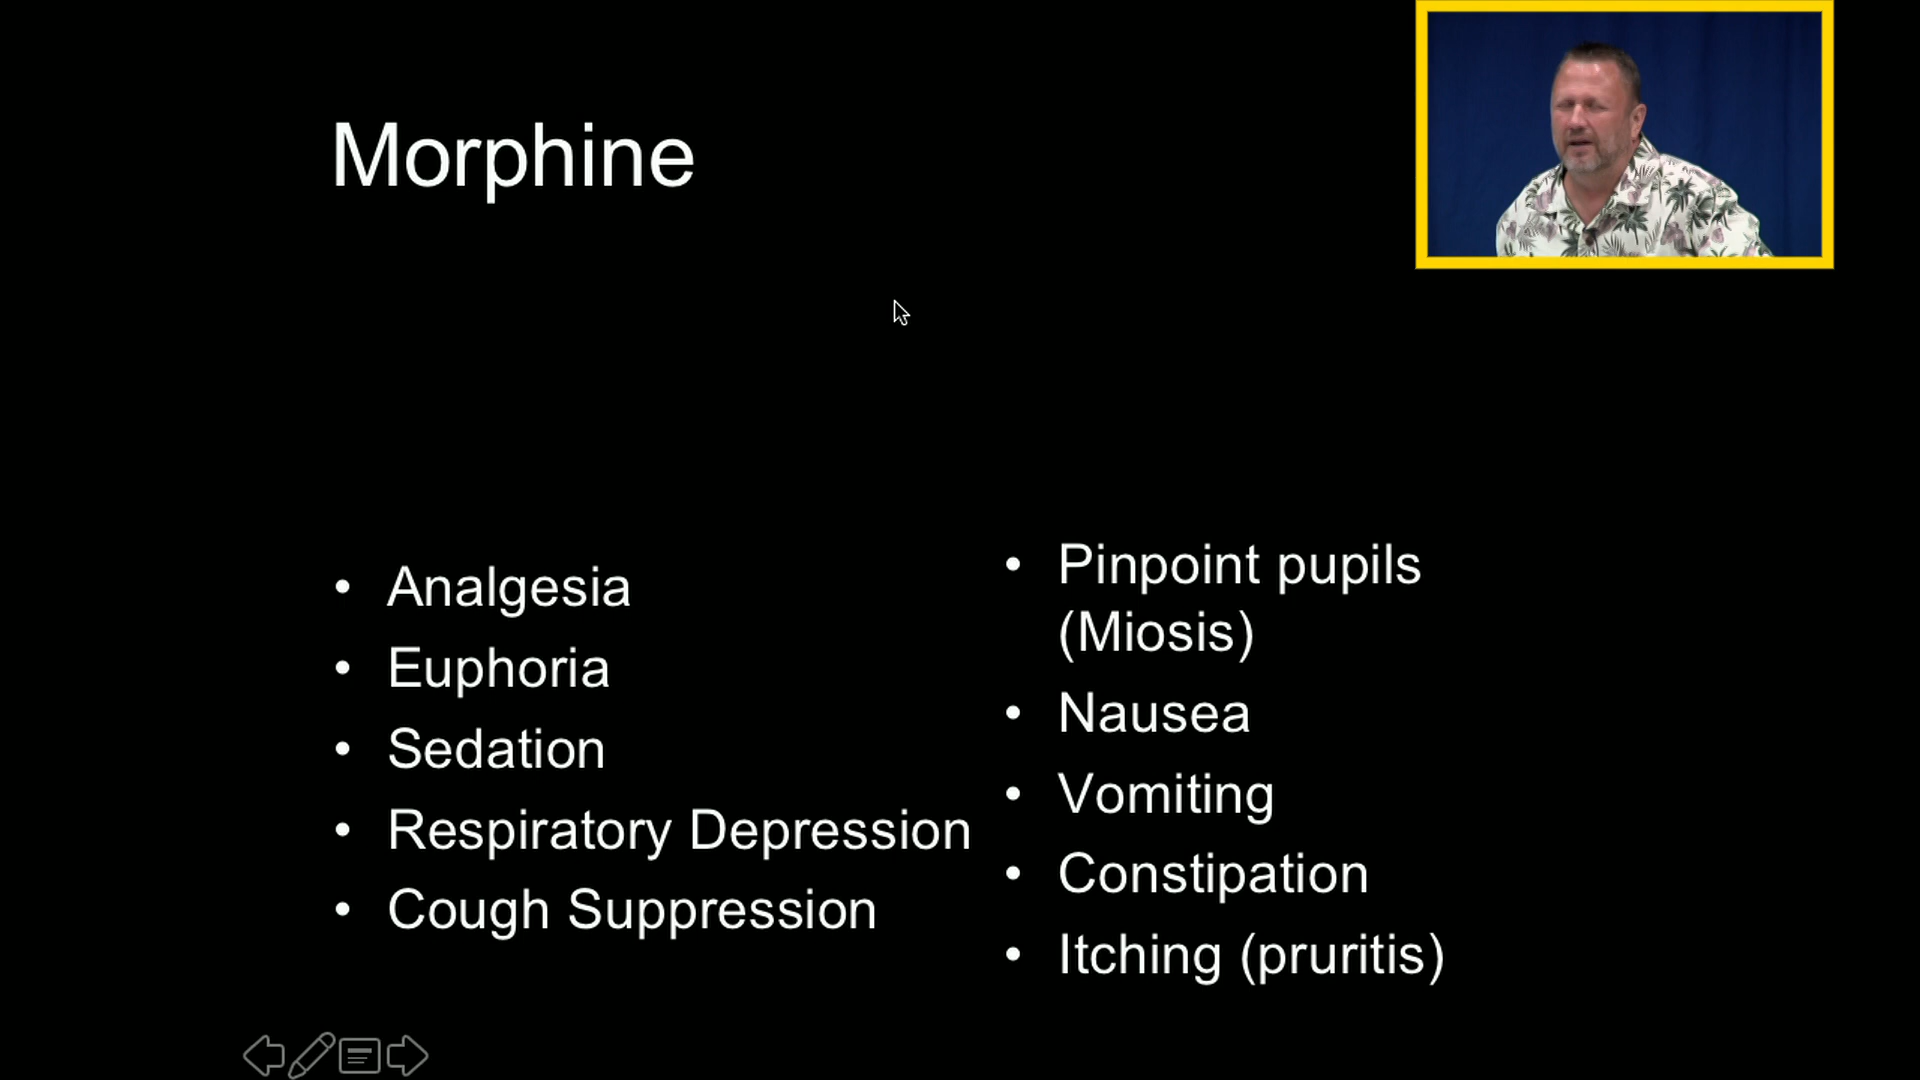 Morphine
• Analgesia
• Euphoria
• Sedation
• Respiratory Depression
• Cough Suppression
• Pinpoint pupils
(Miosis)
• Nausea
• Vomiting
• Constipation
• Itching (pruritis)